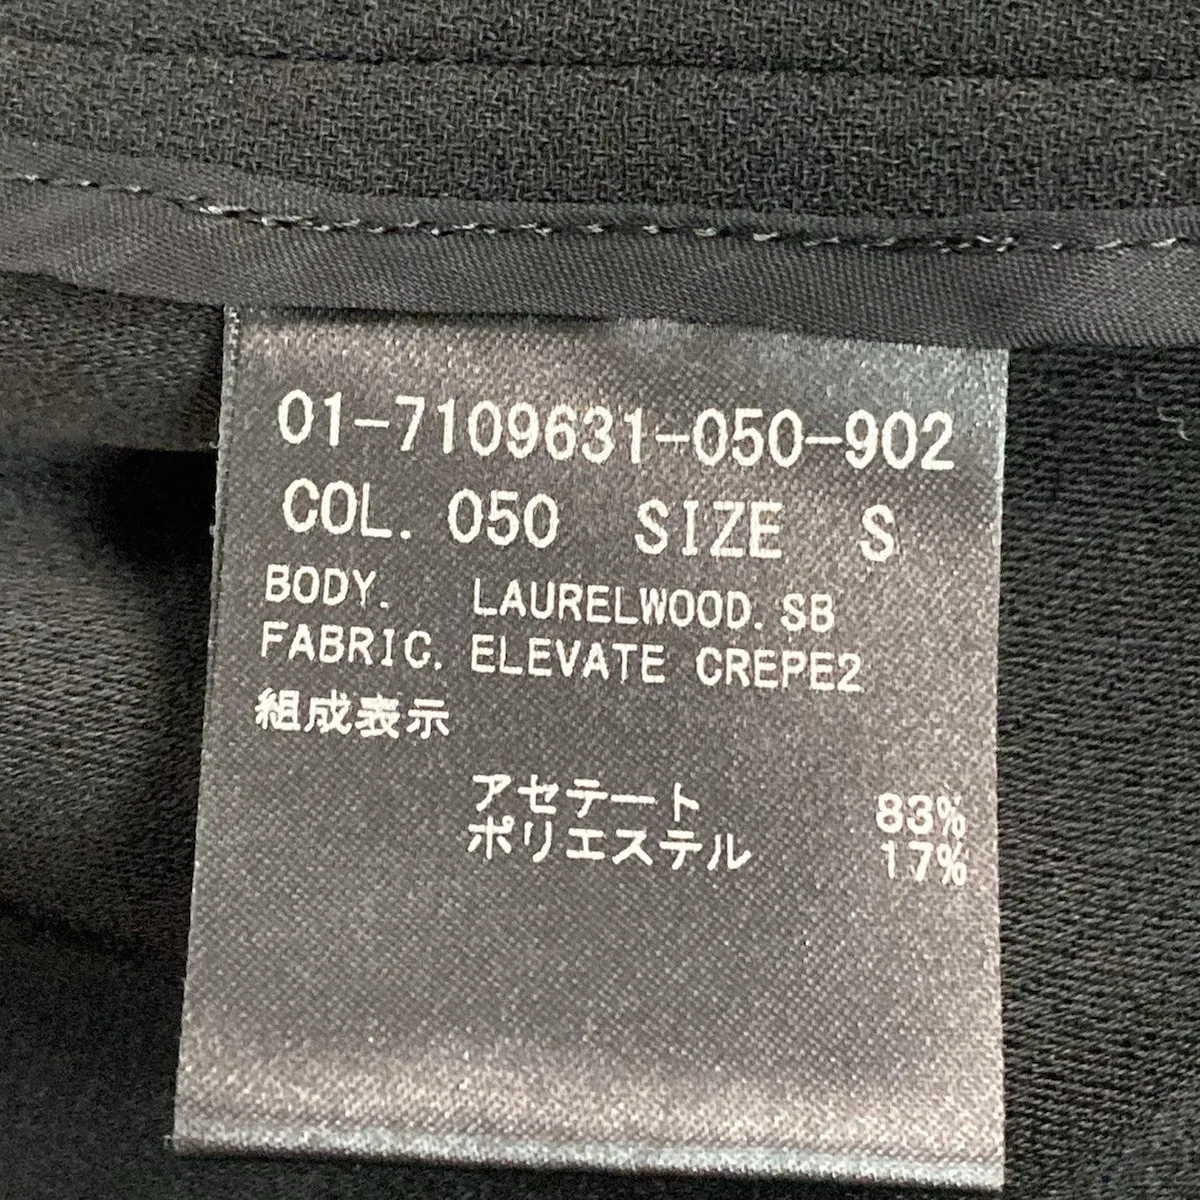 01-7109631-050-902
COL. 050 SIZE S
BODY. LAURELWOOD.SB
FABRIC. ELEVATE CREPE2
組成表示
アセテート 83%
ポリエステル 17%